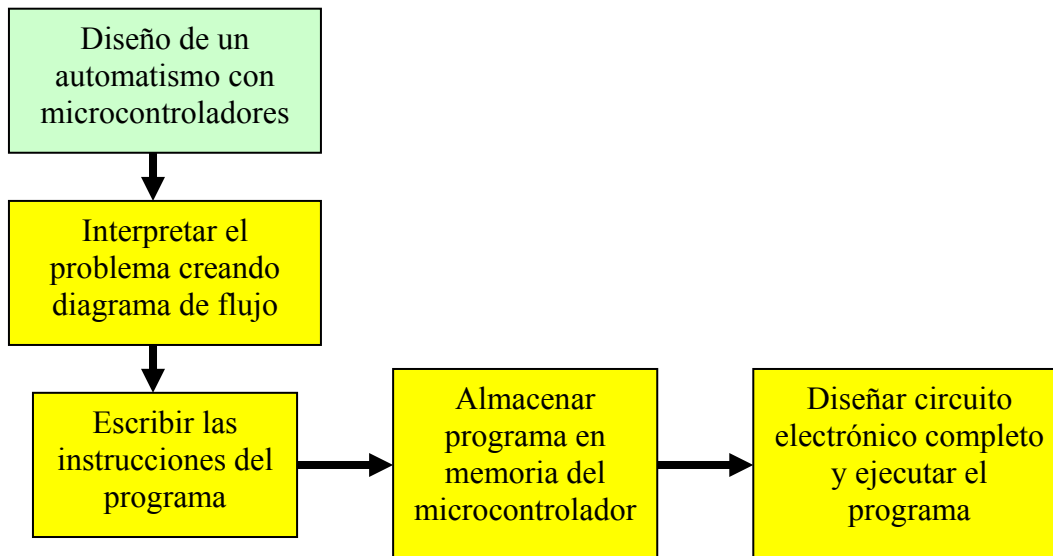 Diseño de un
automatismo con
microcontroladores
Interpretar el
problema creando
diagrama de flujo
Escribir las
instrucciones del
programa
Almacenar
programa en
memoria del
microcontrolador
Diseñar circuito
electrónico completo
y ejecutar el
programa